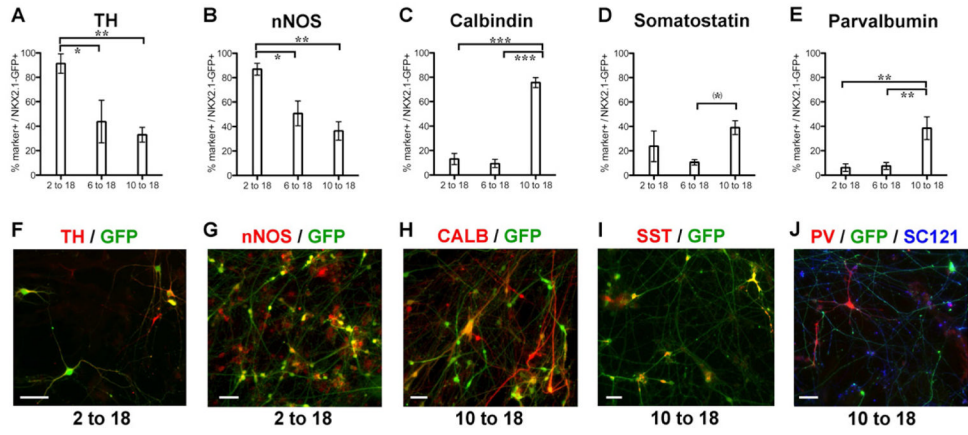 A TH
** 
*
% marker+ / NKX2.1-GFP+
100
80
60
40
20
0
2 to 18 6 to 18 10 to 18
B nNOS
**
*
% marker+ / NKX2.1-GFP+
100
80
60
40
20
0
2 to 18 6 to 18 10 to 18
C Calbindin
***
***
% marker+ / NKX2.1-GFP+
100
80
60
40
20
0
2 to 18 6 to 18 10 to 18
D Somatostatin
(*)
% marker+ / NKX2.1-GFP+
100
80
60
40
20
0
2 to 18 6 to 18 10 to 18
E Parvalbumin
**
**
% marker+ / NKX2.1-GFP+
100
80
60
40
20
0
2 to 18 6 to 18 10 to 18
F TH / GFP
2 to 18
G nNOS / GFP
2 to 18
H CALB / GFP
10 to 18
I SST / GFP
10 to 18
J PV / GFP / SC121
10 to 18